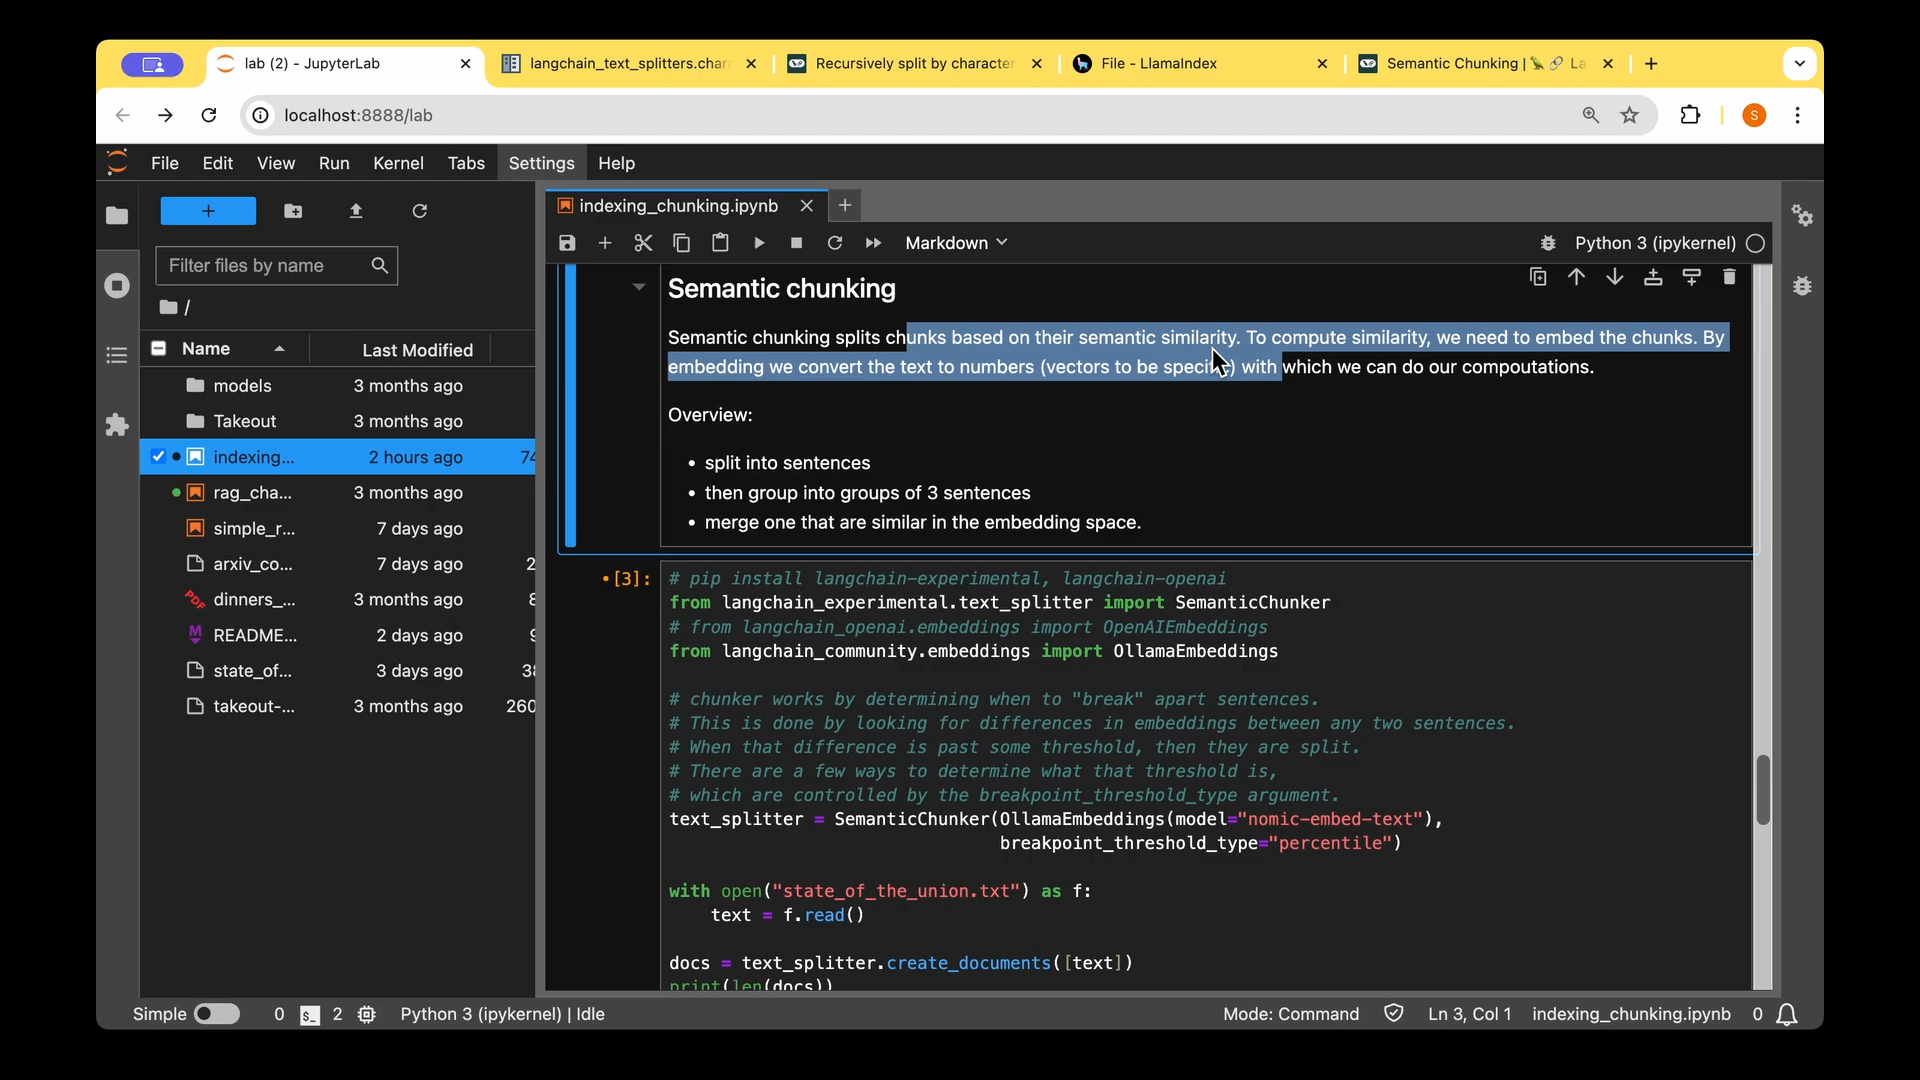 lab (2) - JupyterLab
langchain_text_splitters.chara
Recursively split by character
File - LlamaIndex
Semantic Chunking | 🦜🔗 La
localhost:8888/lab
S
File Edit View Run Kernel Tabs Settings Help
indexing_chunking.ipynb
Markdown
Python 3 (ipykernel)
Filter files by name
/
Name Last Modified
models 3 months ago
Takeout 3 months ago
indexing... 2 hours ago 74
rag_cha... 3 months ago
simple_r... 7 days ago
arxiv_co... 7 days ago 2
dinners_... 3 months ago
README... 2 days ago
state_of... 3 days ago 38
takeout-... 3 months ago 260
Semantic chunking
Semantic chunking splits chunks based on their semantic similarity. To compute similarity, we need to embed the chunks. By
embedding we convert the text to numbers (vectors to be specific) with which we can do our compoutations.
Overview:
• split into sentences
• then group into groups of 3 sentences
• merge one that are similar in the embedding space.
•[3]:
# pip install langchain-experimental, langchain-openai
from langchain_experimental.text_splitter import SemanticChunker
# from langchain_openai.embeddings import OpenAIEmbeddings
from langchain_community.embeddings import OllamaEmbeddings
# chunker works by determining when to "break" apart sentences.
# This is done by looking for differences in embeddings between any two sentences.
# When that difference is past some threshold, then they are split.
# There are a few ways to determine what that threshold is,
# which are controlled by the breakpoint_threshold_type argument.
text_splitter = SemanticChunker(OllamaEmbeddings(model="nomic-embed-text"),
breakpoint_threshold_type="percentile")
with open("state_of_the_union.txt") as f:
text = f.read()
docs = text_splitter.create_documents([text])
print(len(docs))
Simple 0 $_ 2 Python 3 (ipykernel) | Idle
Mode: Command Ln 3, Col 1 indexing_chunking.ipynb 0